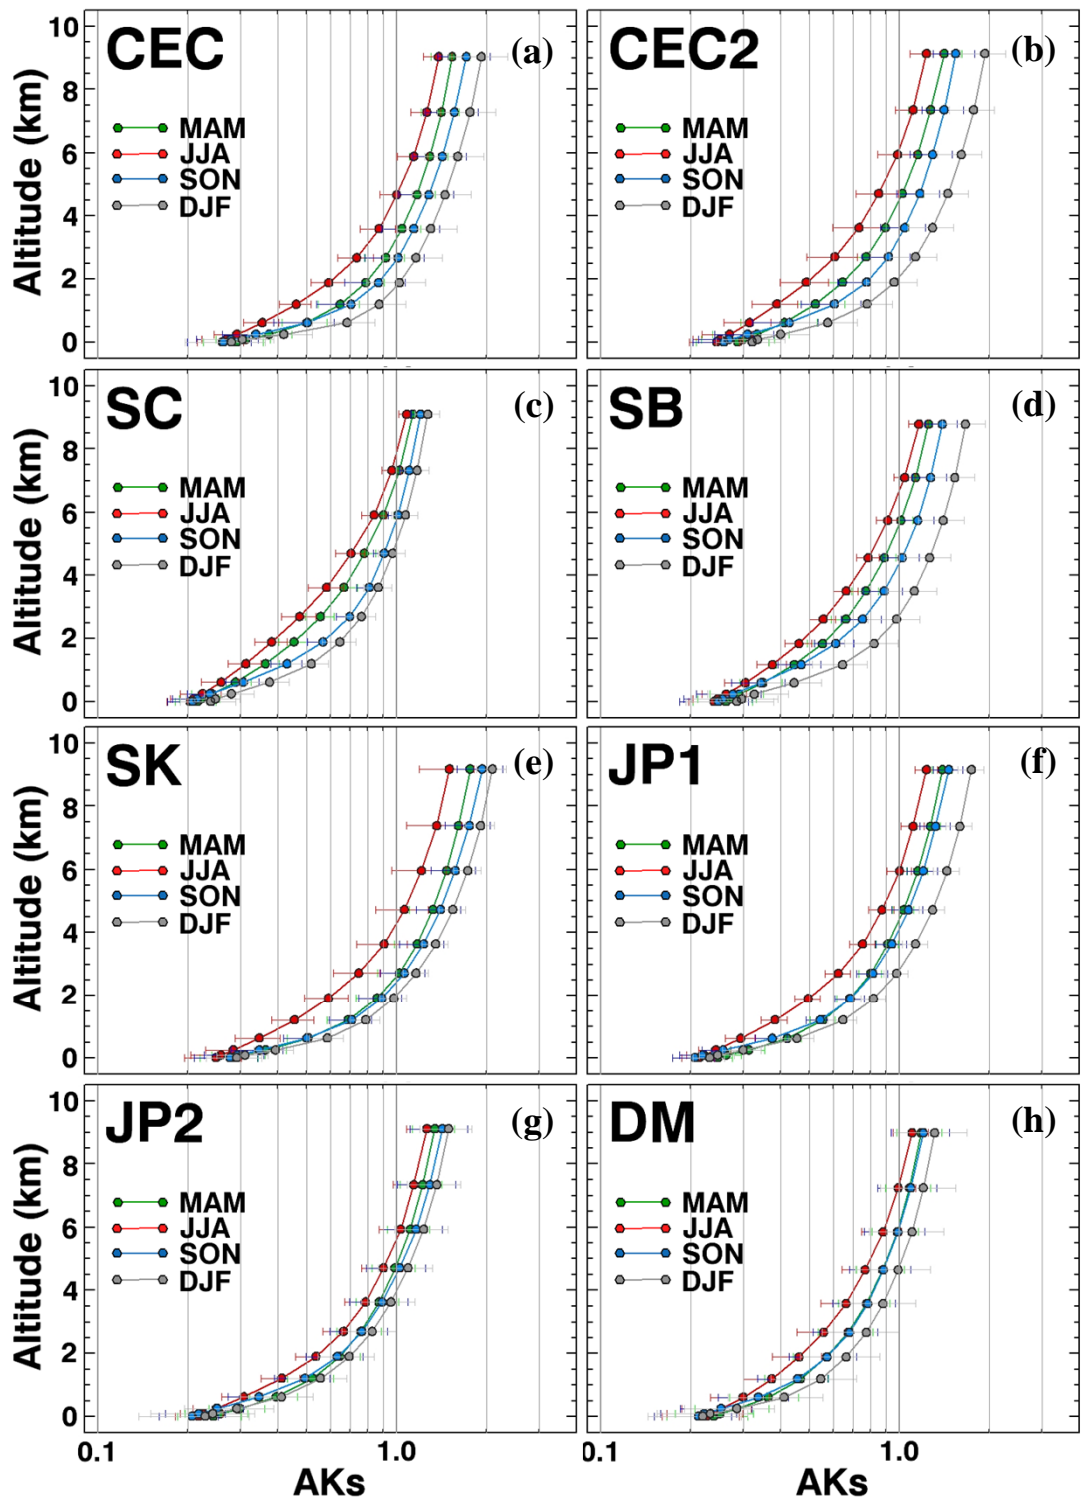 CEC (a)
MAM
JJA
SON
DJF
Altitude (km)
10
8
6
4
2
0
CEC2 (b)
MAM
JJA
SON
DJF
SC (c)
MAM
JJA
SON
DJF
Altitude (km)
10
8
6
4
2
0
SB (d)
MAM
JJA
SON
DJF
SK (e)
MAM
JJA
SON
DJF
Altitude (km)
10
8
6
4
2
0
JP1 (f)
MAM
JJA
SON
DJF
JP2 (g)
MAM
JJA
SON
DJF
Altitude (km)
10
8
6
4
2
0
0.1 1.0
AKs
DM (h)
MAM
JJA
SON
DJF
0.1 1.0
AKs